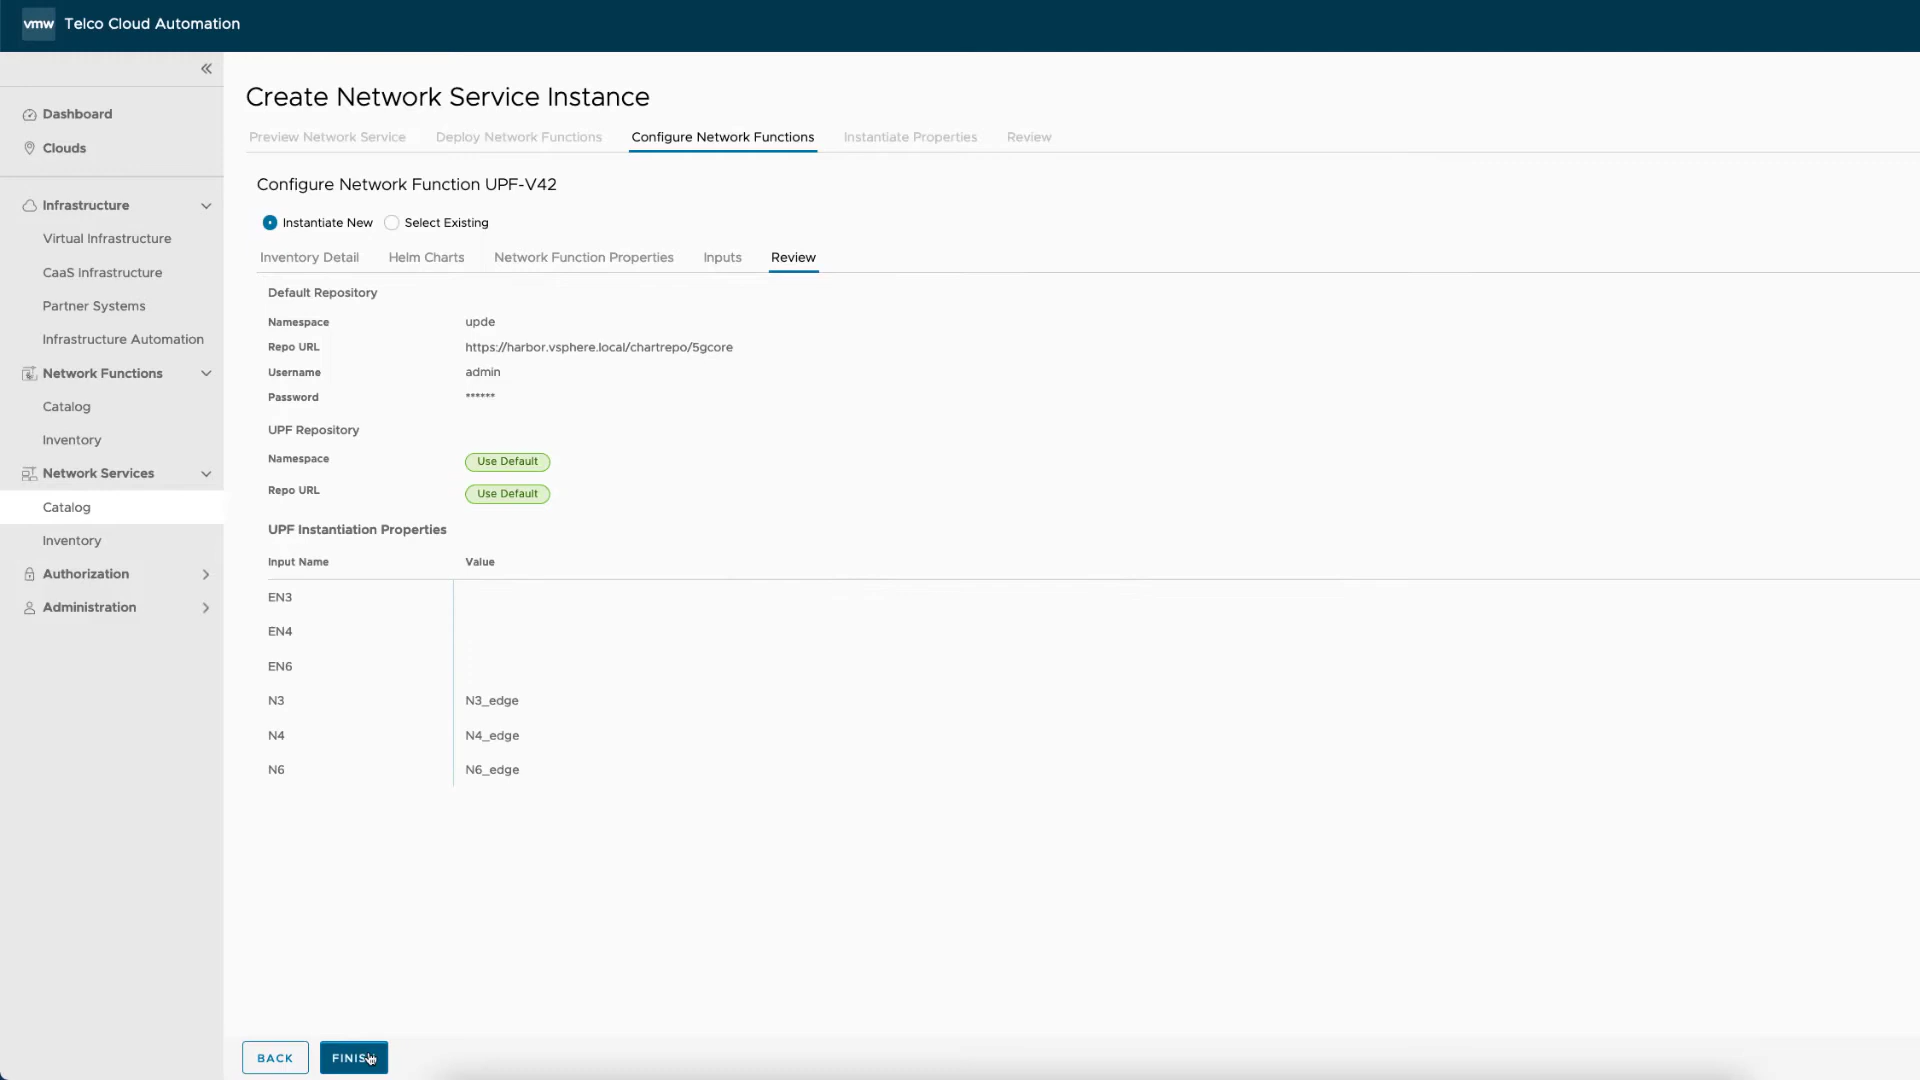 vmw Telco Cloud Automation
Dashboard
Clouds
Infrastructure
Virtual Infrastructure
CaaS Infrastructure
Partner Systems
Infrastructure Automation
Network Functions
Catalog
Inventory
Network Services
Catalog
Inventory
Authorization
Administration
Create Network Service Instance
Preview Network Service Deploy Network Functions Configure Network Functions Instantiate Properties Review
Configure Network Function UPF-V42
Instantiate New Select Existing
Inventory Detail Helm Charts Network Function Properties Inputs Review
Default Repository
Namespace upde
Repo URL https://harbor.vsphere.local/chartrepo/5gcore
Username admin
Password ******
UPF Repository
Namespace Use Default
Repo URL Use Default
UPF Instantiation Properties
Input Name Value
EN3
EN4
EN6
N3 N3_edge
N4 N4_edge
N6 N6_edge
BACK FINISH